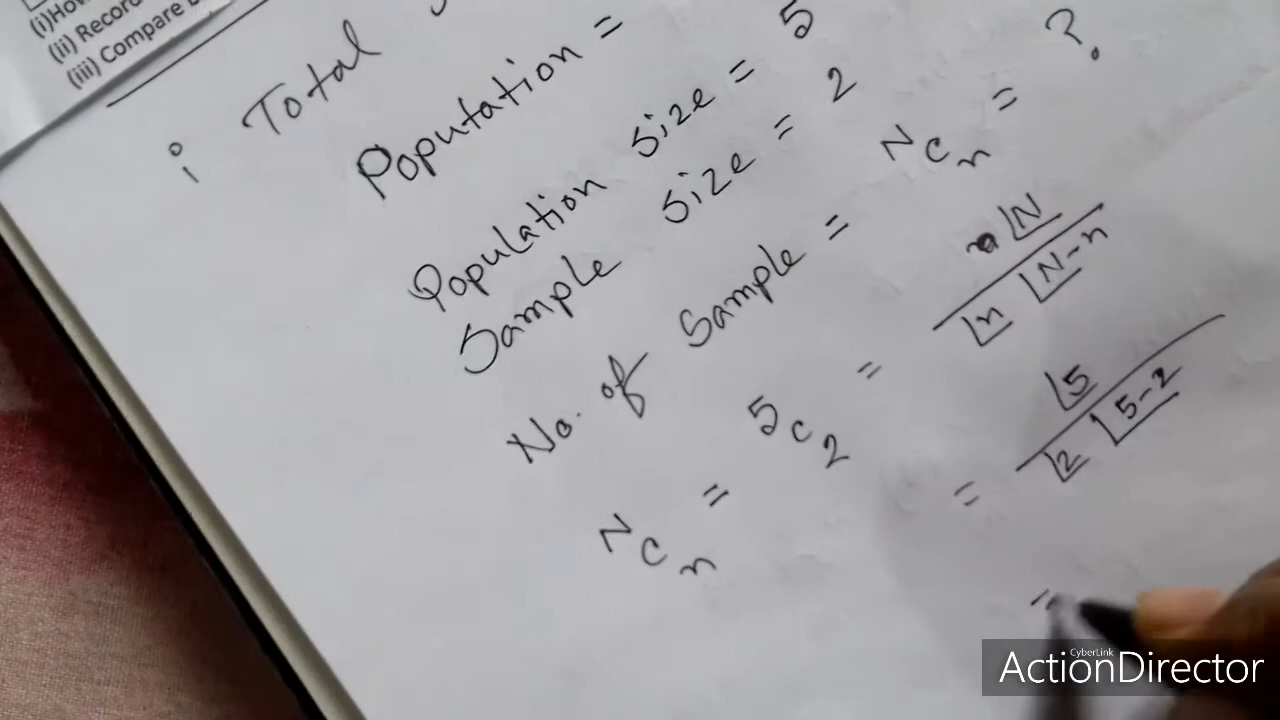 (i)How
(ii) Record
(iii) Compare
i Total
Poputation =
Population Size = 5
Sample Size = 2
No. of Sample = NCn = ?
NCn = 5C2 = ⌊N / ⌊n ⌊N-n
= ⌊5 / ⌊2 ⌊5-2
=
CyberLink
ActionDirector